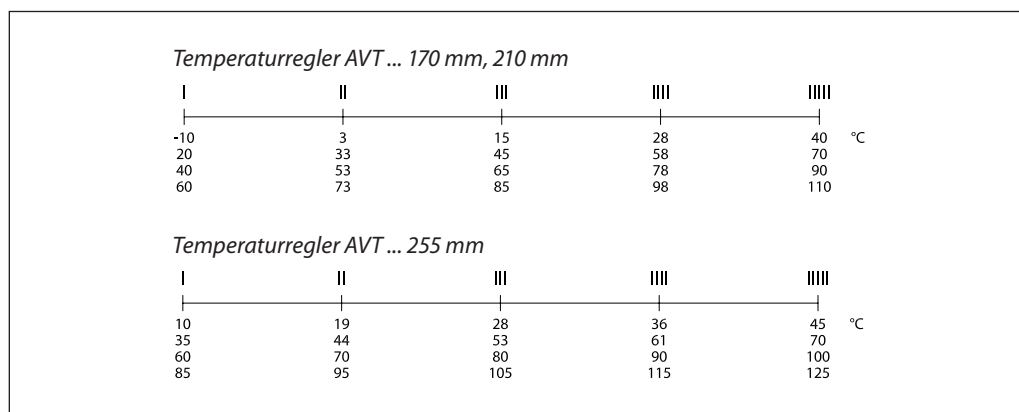 Temperaturregler AVT ... 170 mm, 210 mm
I II III IIII IIIII
-10 3 15 28 40 °C
20 33 45 58 70
40 53 65 78 90
60 73 85 98 110
Temperaturregler AVT ... 255 mm
I II III IIII IIIII
10 19 28 36 45 °C
35 44 53 61 70
60 70 80 90 100
85 95 105 115 125